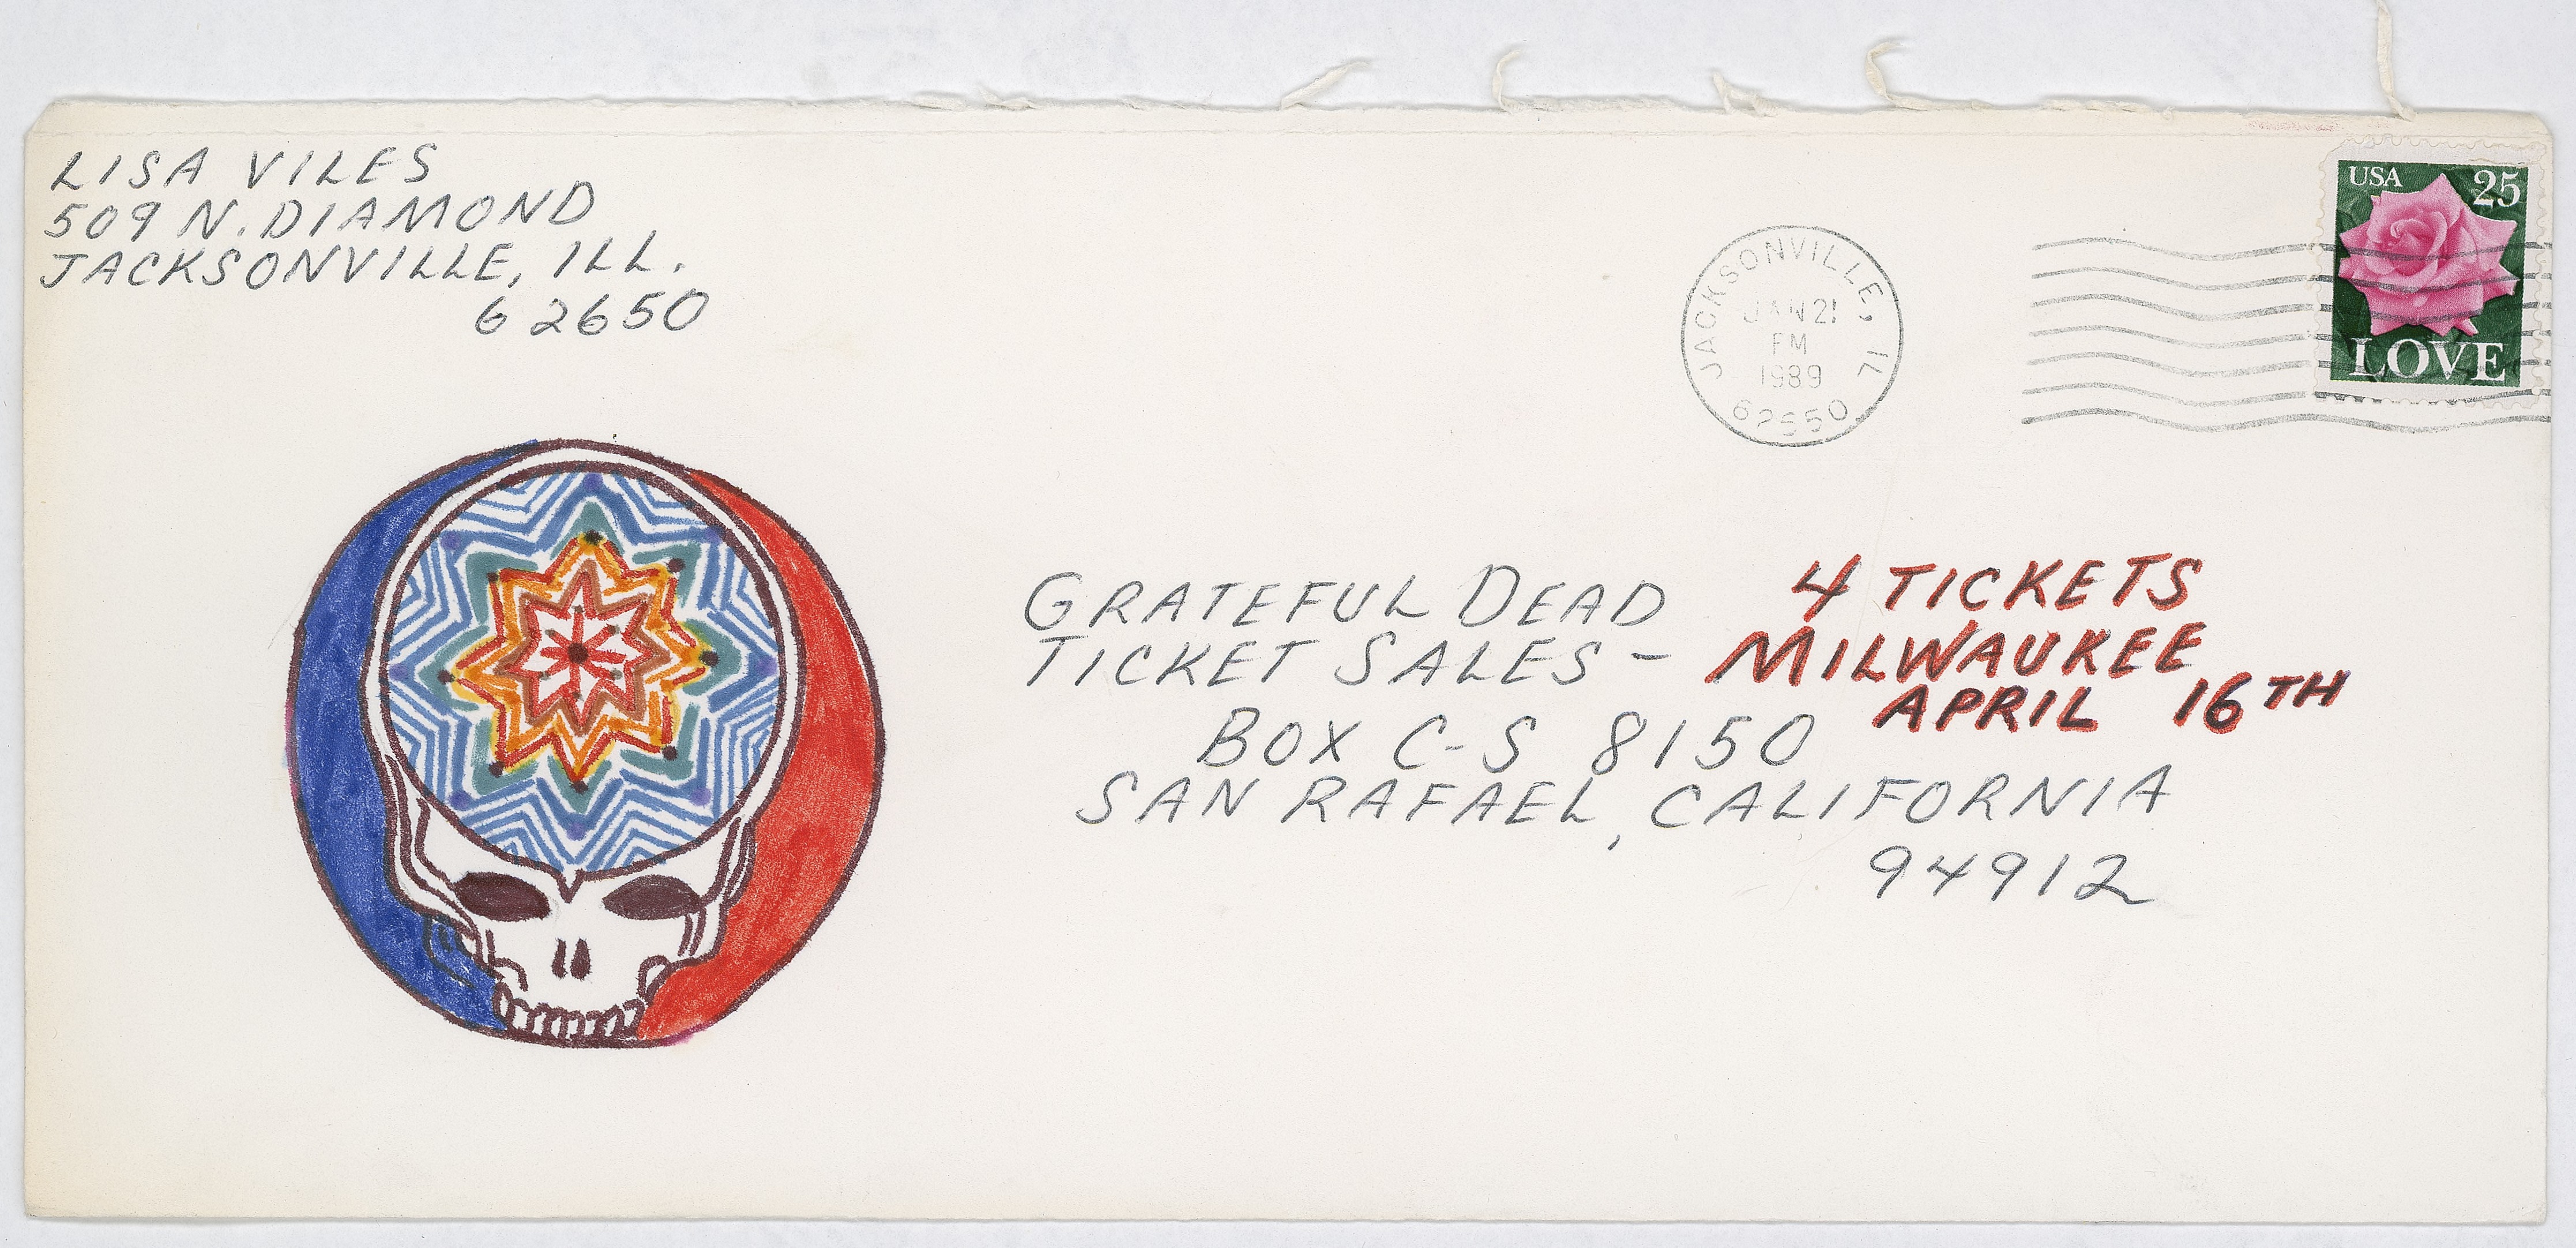 LISA VILES
509 N. DIAMOND
JACKSONVILLE, ILL.
62650
JACKSONVILLE, IL
JAN 21
PM
1989
62650
USA 25
LOVE
GRATEFUL DEAD
TICKET SALES -
BOX C-S 8150
SAN RAFAEL, CALIFORNIA
94912
4 TICKETS
MILWAUKEE
APRIL 16TH